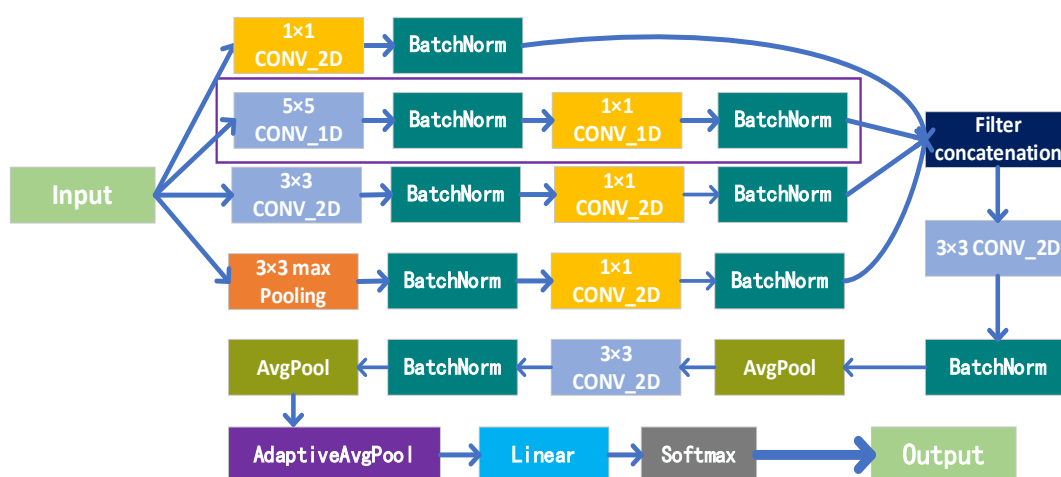 Input
1×1
CONV_2D
BatchNorm
5×5
CONV_1D
BatchNorm
1×1
CONV_1D
BatchNorm
3×3
CONV_2D
BatchNorm
1×1
CONV_2D
BatchNorm
3×3 max
Pooling
BatchNorm
1×1
CONV_2D
BatchNorm
Filter
concatenation
3×3 CONV_2D
BatchNorm
AvgPool
3×3
CONV_2D
BatchNorm
AvgPool
AdaptiveAvgPool
Linear
Softmax
Output